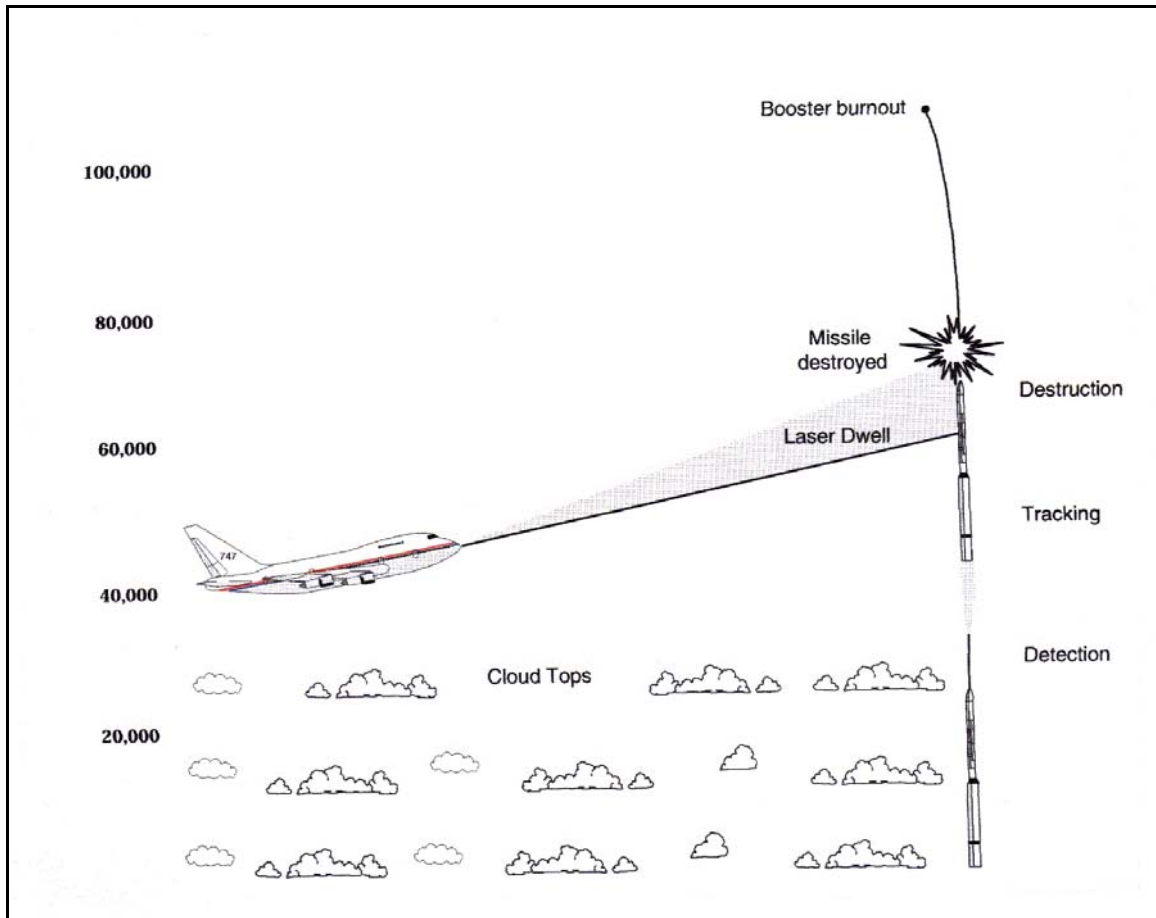 Booster burnout
100,000
80,000
Missile
destroyed
Destruction
Laser Dwell
60,000
Tracking
747
40,000
Detection
Cloud Tops
20,000